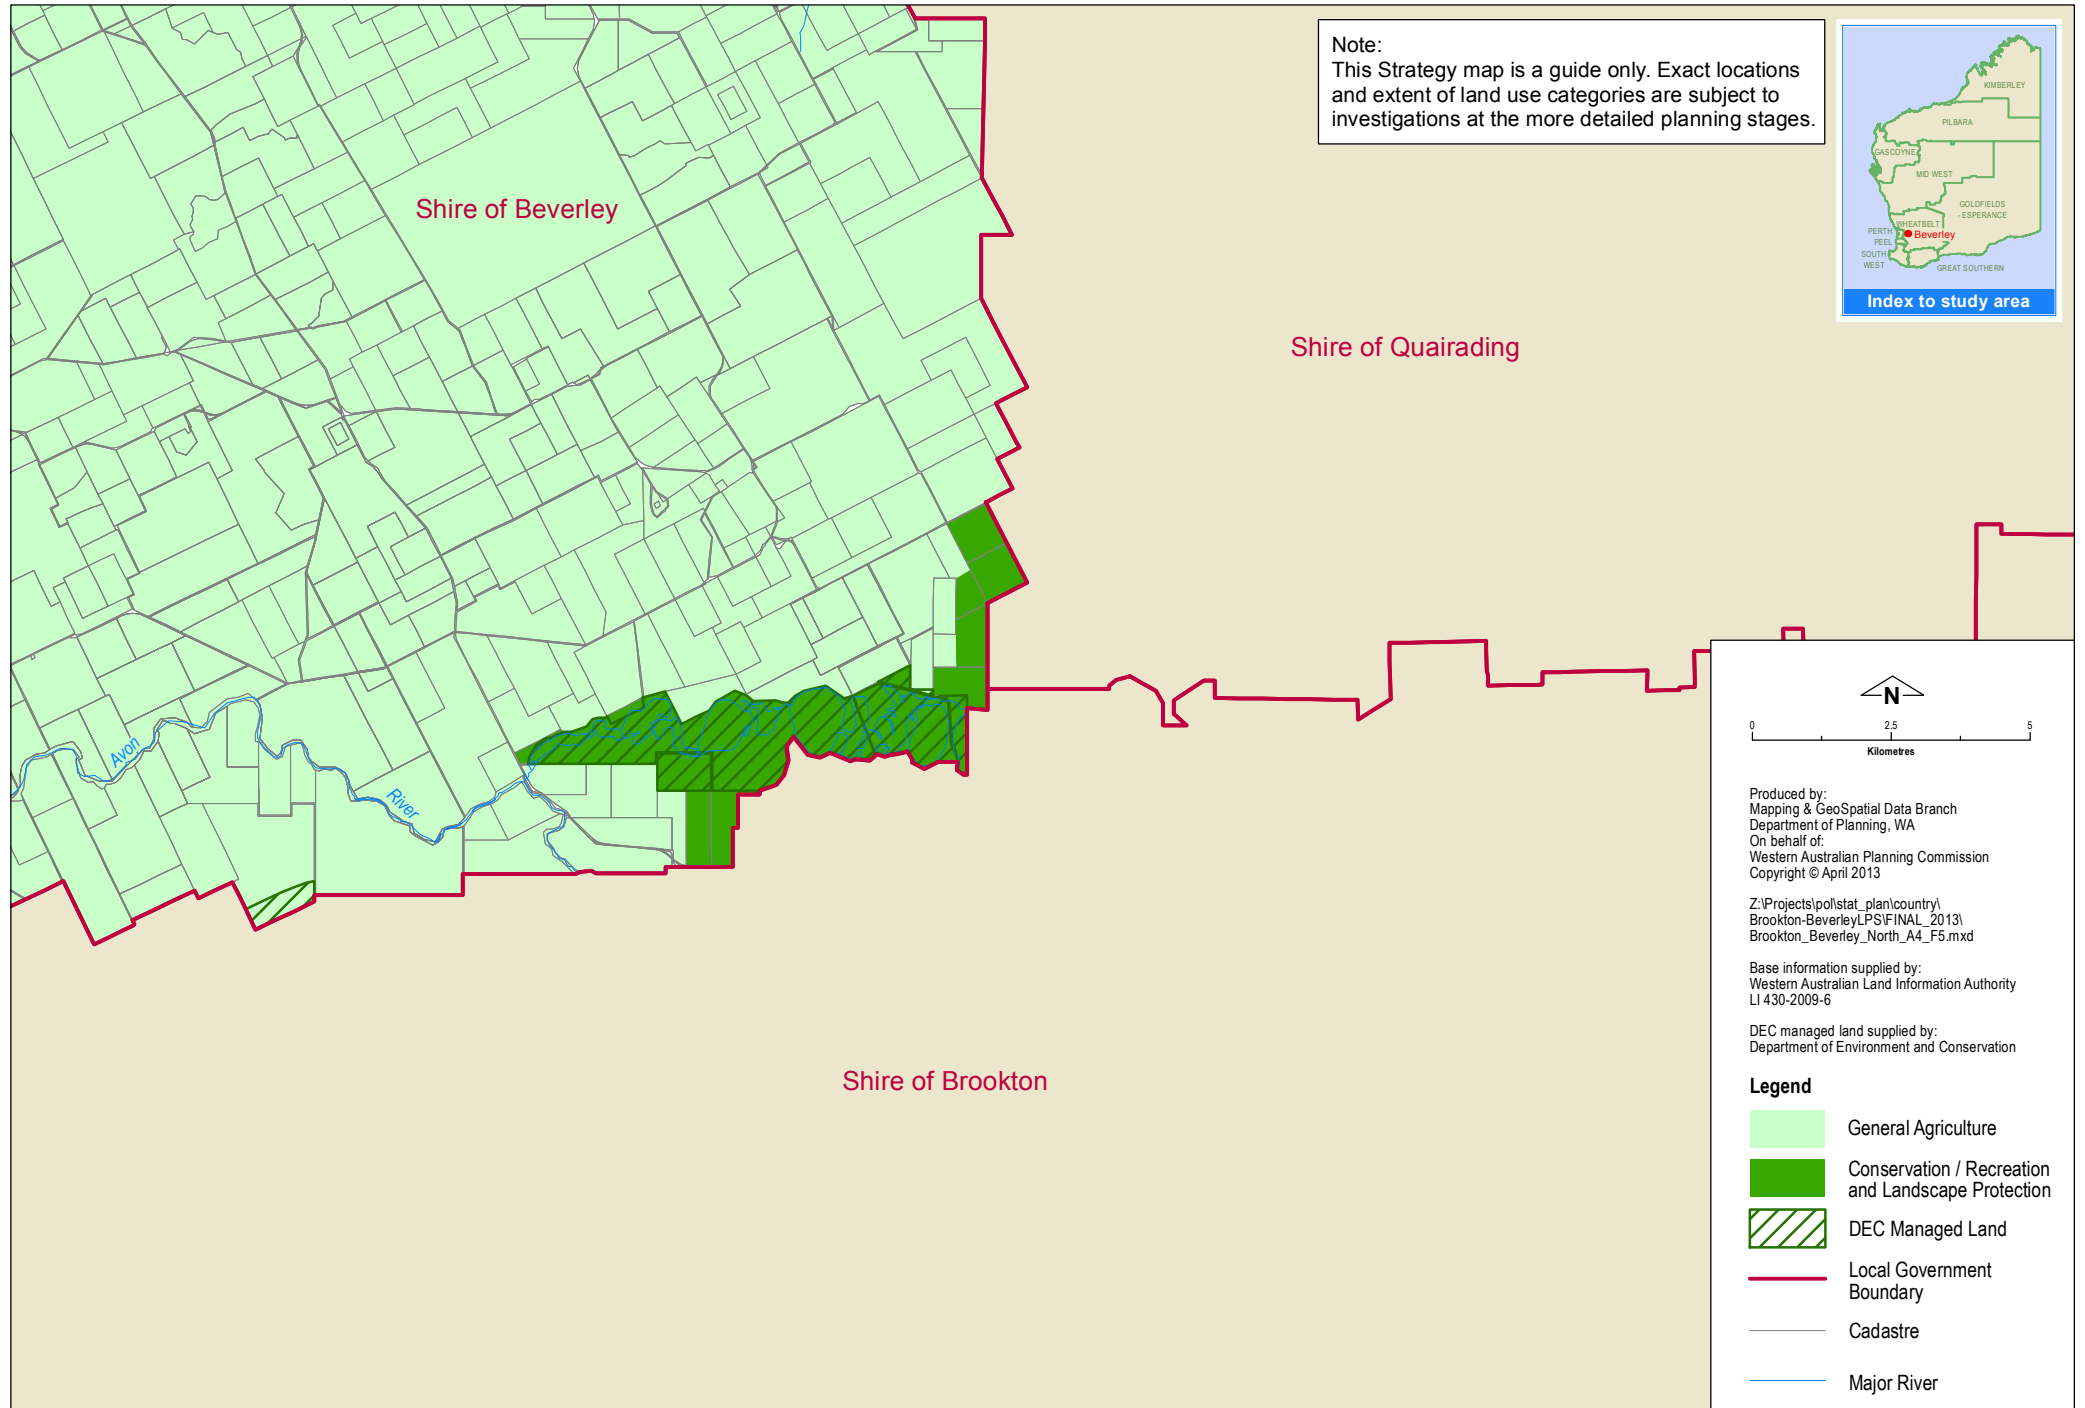 Note:
This Strategy map is a guide only. Exact locations
and extent of land use categories are subject to
investigations at the more detailed planning stages.
KIMBERLEY
PILBARA
GASCOYNE
MID WEST
GOLDFIELDS
- ESPERANCE
WHEATBELT
PERTH
Beverley
PEEL
SOUTH
WEST
GREAT SOUTHERN
Index to study area
Shire of Beverley
Shire of Quairading
Avon
River
Shire of Brookton
N
0 2.5 5
Kilometres
Produced by:
Mapping & GeoSpatial Data Branch
Department of Planning, WA
On behalf of:
Western Australian Planning Commission
Copyright © April 2013
Z:\Projects\pol\stat_plan\country\
Brookton-BeverleyLPS\FINAL_2013\
Brookton_Beverley_North_A4_F5.mxd
Base information supplied by:
Western Australian Land Information Authority
LI 430-2009-6
DEC managed land supplied by:
Department of Environment and Conservation
Legend
General Agriculture
Conservation / Recreation
and Landscape Protection
DEC Managed Land
Local Government
Boundary
Cadastre
Major River